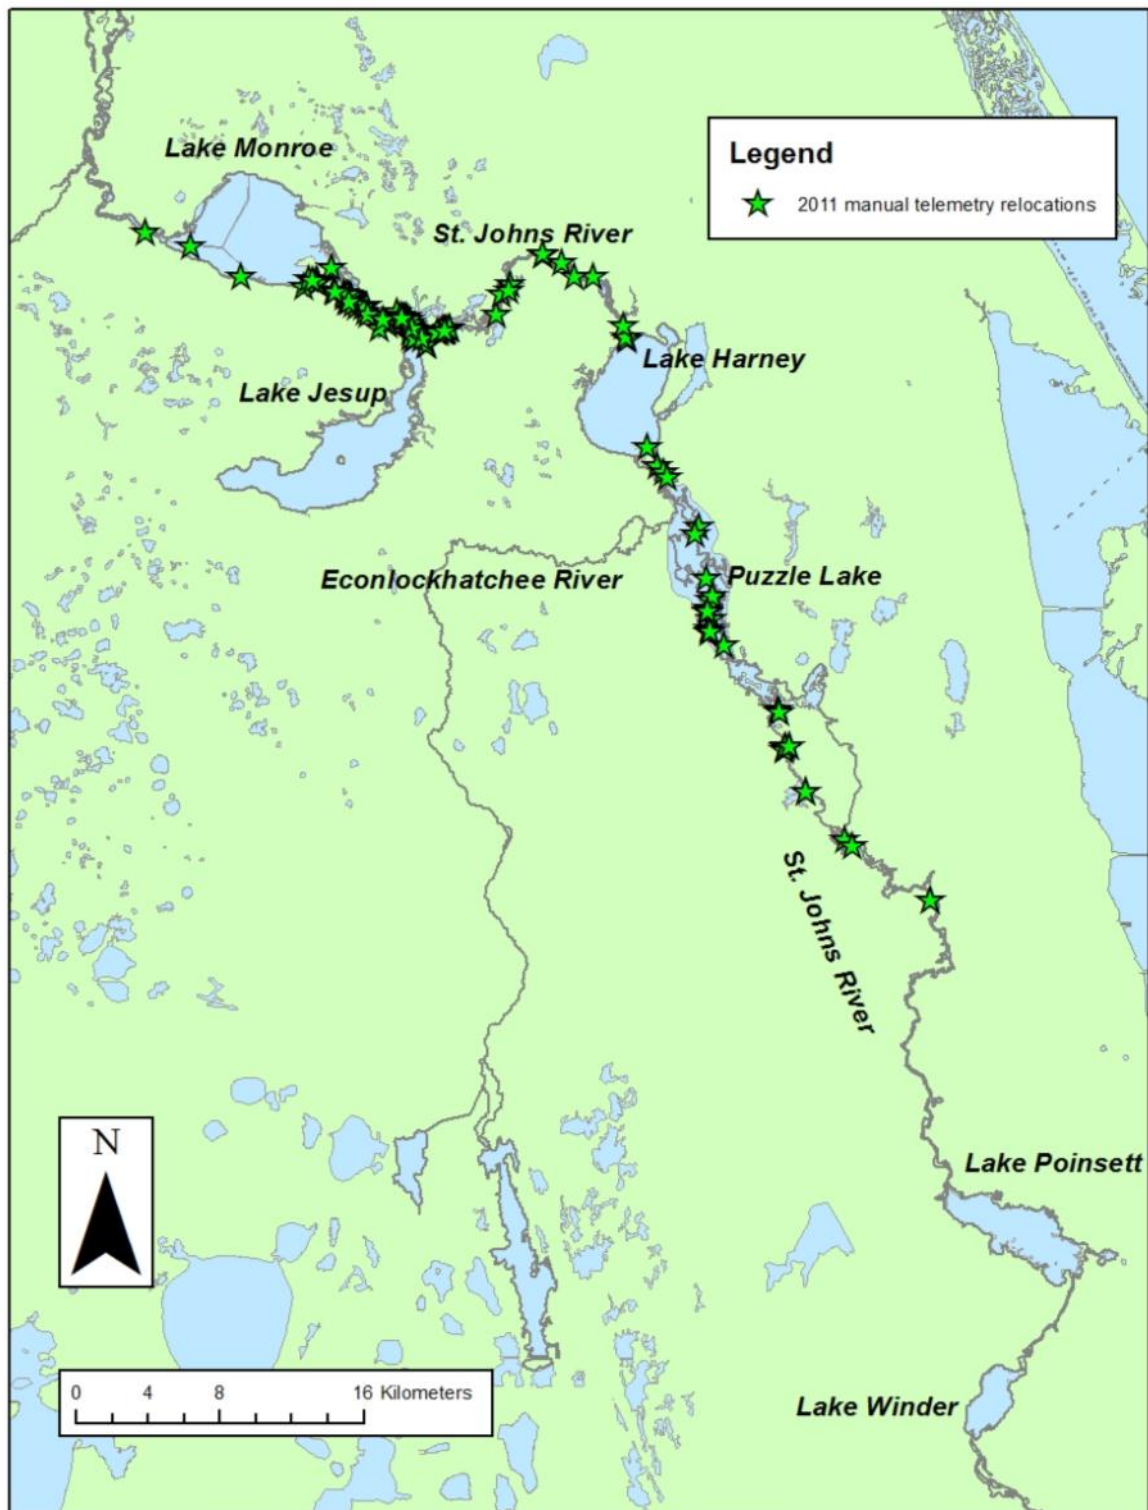 Lake Monroe
Legend
2011 manual telemetry relocations
St. Johns River
Lake Harney
Lake Jesup
Econlockhatchee River
Puzzle Lake
St. Johns River
N
Lake Poinsett
0 4 8 16 Kilometers
Lake Winder